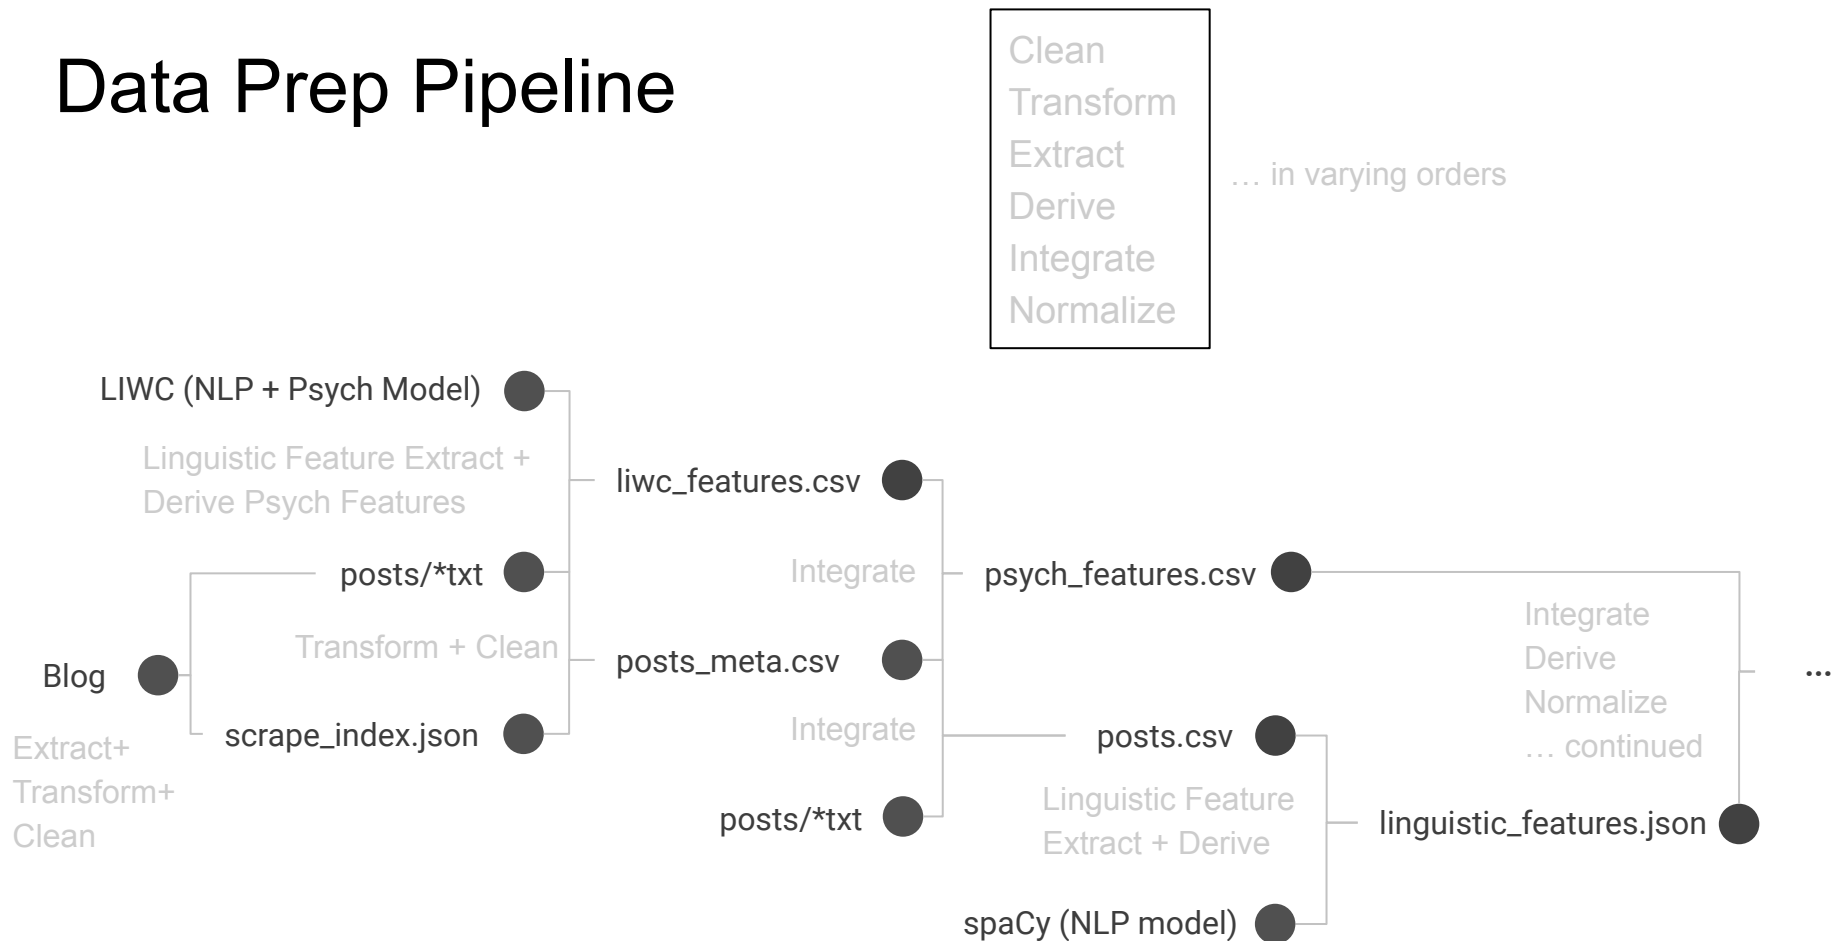 Data Prep Pipeline
Clean
Transform
Extract
Derive
Integrate
Normalize
… in varying orders
LIWC (NLP + Psych Model)
Linguistic Feature Extract +
Derive Psych Features
liwc_features.csv
posts/*txt
Integrate
psych_features.csv
Transform + Clean
Blog
posts_meta.csv
Integrate
Derive
Normalize
… continued
...
Extract+
Transform+
Clean
scrape_index.json
Integrate
posts.csv
posts/*txt
Linguistic Feature
Extract + Derive
linguistic_features.json
spaCy (NLP model)